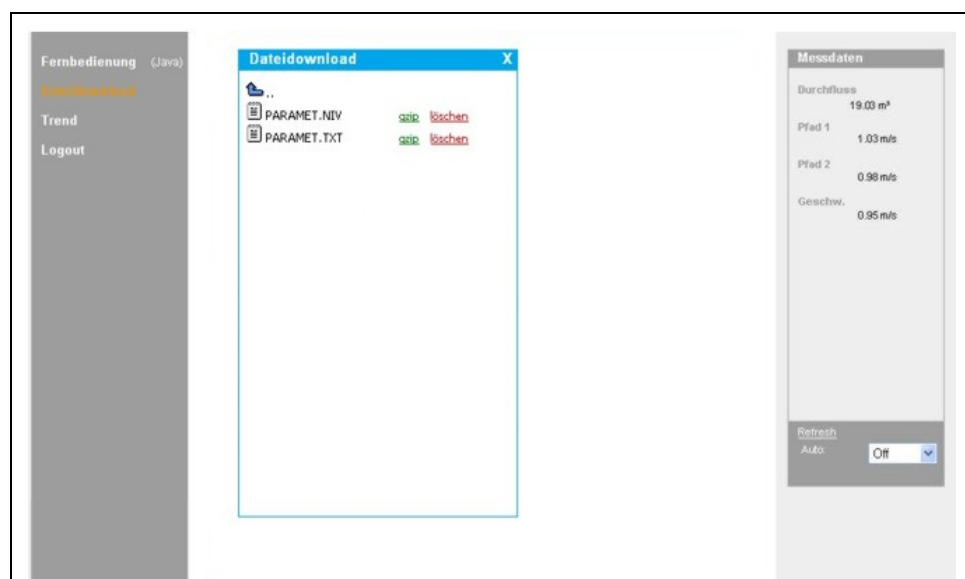 Fernbedienung (Java)
Dateidownload
Trend
Logout
Dateidownload X
..
PARAMET.NIV gzip löschen
PARAMET.TXT gzip löschen
Messdaten
Durchfluss
19.03 m³
Pfad 1
1.03 m/s
Pfad 2
0.98 m/s
Geschw.
0.95 m/s
Refresh
Auto: Off